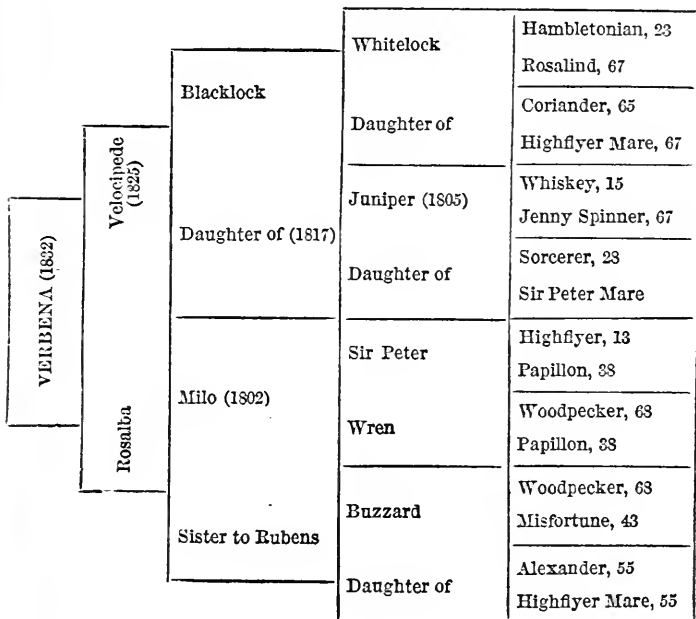 VERBENA (1832)
Velocipede
(1825)
Rosalba
Blacklock
Daughter of (1817)
Milo (1802)
Sister to Rubens
Whitelock
Daughter of
Juniper (1805)
Daughter of
Sir Peter
Wren
Buzzard
Daughter of
Hambletonian, 23
Rosalind, 67
Coriander, 65
Highflyer Mare, 67
Whiskey, 15
Jenny Spinner, 67
Sorcerer, 23
Sir Peter Mare
Highflyer, 13
Papillon, 38
Woodpecker, 63
Papillon, 38
Woodpecker, 63
Misfortune, 43
Alexander, 55
Highflyer Mare, 55